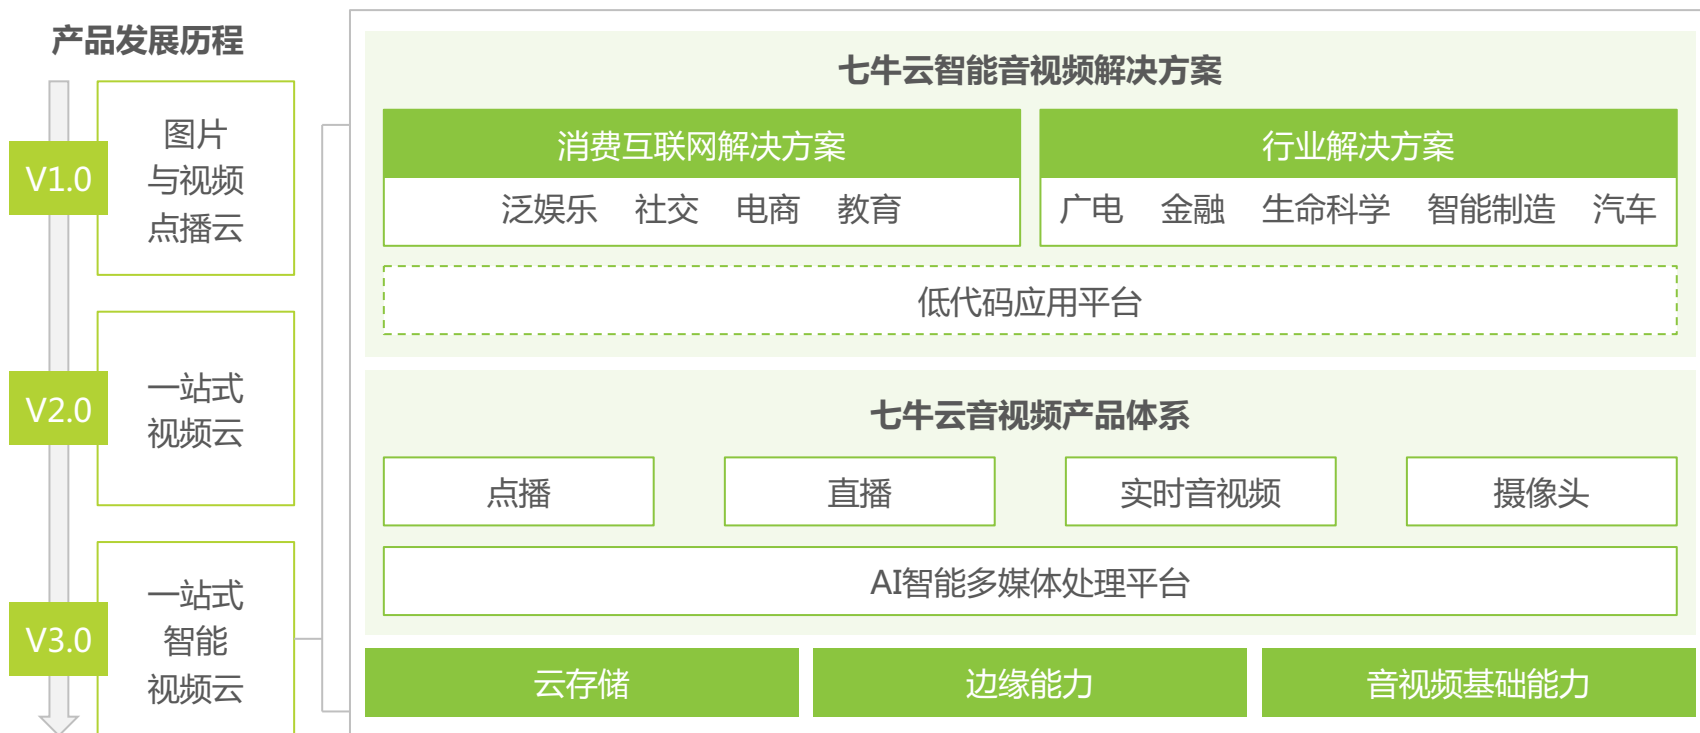 产品发展历程
V1.0
图片
与视频
点播云
V2.0
一站式
视频云
V3.0
一站式
智能
视频云
七牛云智能音视频解决方案
消费互联网解决方案
泛娱乐 社交 电商 教育
行业解决方案
广电 金融 生命科学 智能制造 汽车
低代码应用平台
七牛云音视频产品体系
点播 直播 实时音视频 摄像头
AI智能多媒体处理平台
云存储 边缘能力 音视频基础能力